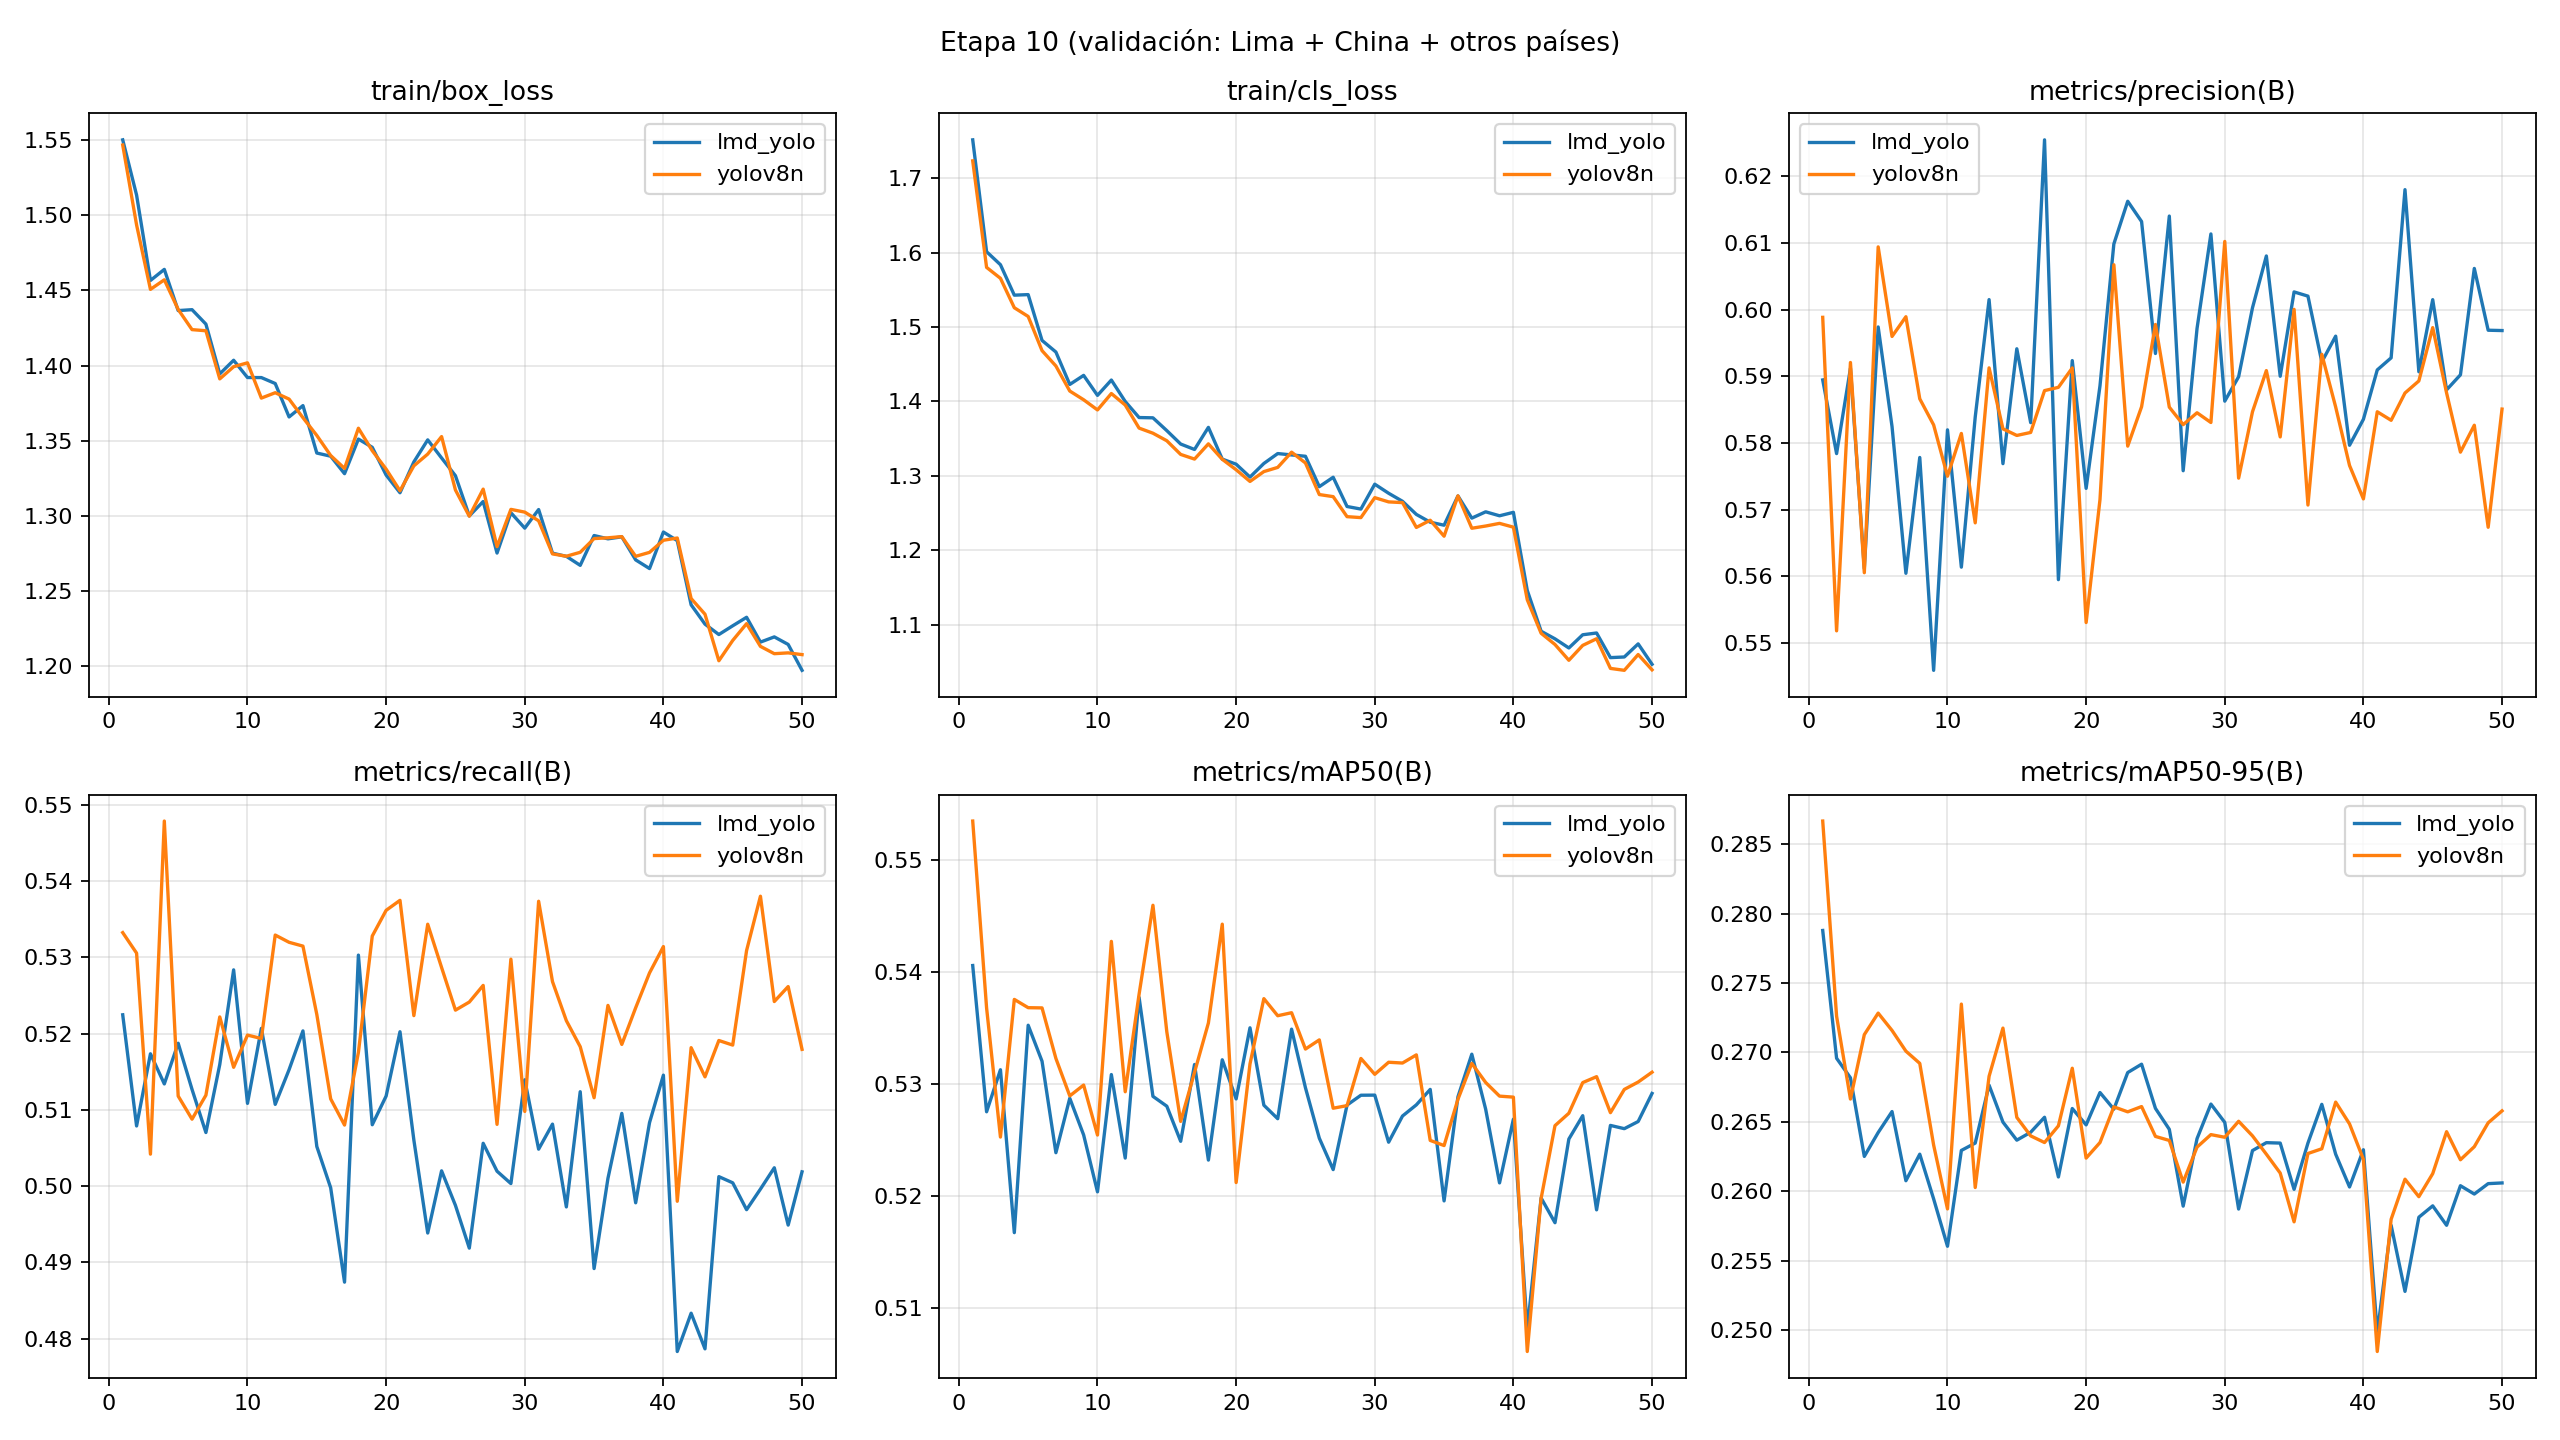 Etapa 10 (validación: Lima + China + otros países)
train/box_loss
1.55
1.50
1.45
1.40
1.35
1.30
1.25
1.20
0 10 20 30 40 50
lmd_yolo
yolov8n
train/cls_loss
1.7
1.6
1.5
1.4
1.3
1.2
1.1
0 10 20 30 40 50
lmd_yolo
yolov8n
metrics/precision(B)
0.62
0.61
0.60
0.59
0.58
0.57
0.56
0.55
0 10 20 30 40 50
lmd_yolo
yolov8n
metrics/recall(B)
0.55
0.54
0.53
0.52
0.51
0.50
0.49
0.48
0 10 20 30 40 50
lmd_yolo
yolov8n
metrics/mAP50(B)
0.55
0.54
0.53
0.52
0.51
0 10 20 30 40 50
lmd_yolo
yolov8n
metrics/mAP50-95(B)
0.285
0.280
0.275
0.270
0.265
0.260
0.255
0.250
0 10 20 30 40 50
lmd_yolo
yolov8n